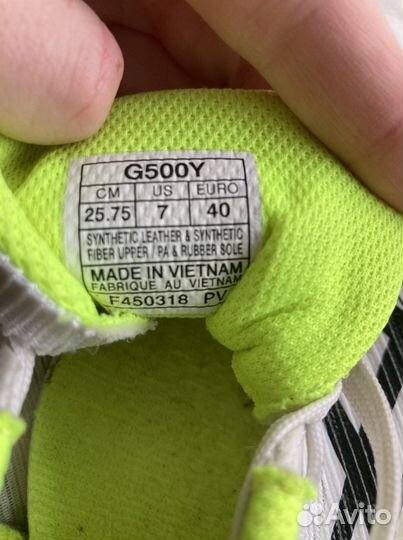 G500Y
CM US EURO
25.75 7 40
SYNTHETIC LEATHER & SYNTHETIC
FIBER UPPER / PA & RUBBER SOLE
MADE IN VIETNAM
FABRIQUE AU VIETNAM
F450318 PV
Avito